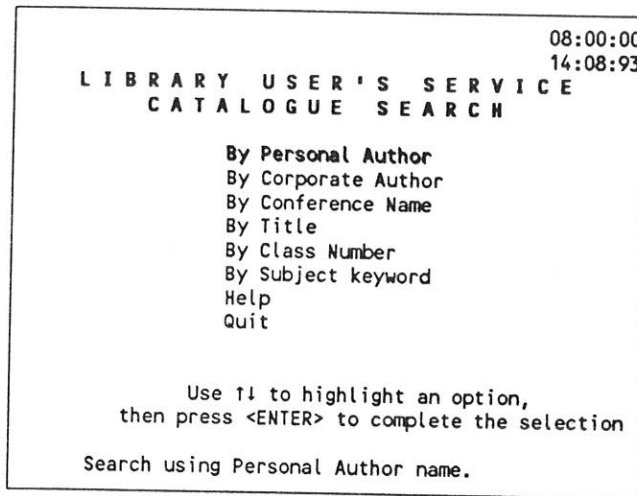 08:00:00
14:08:93
LIBRARY USER'S SERVICE
CATALOGUE SEARCH
By Personal Author
By Corporate Author
By Conference Name
By Title
By Class Number
By Subject keyword
Help
Quit
Use ↑↓ to highlight an option,
then press <ENTER> to complete the selection
Search using Personal Author name.